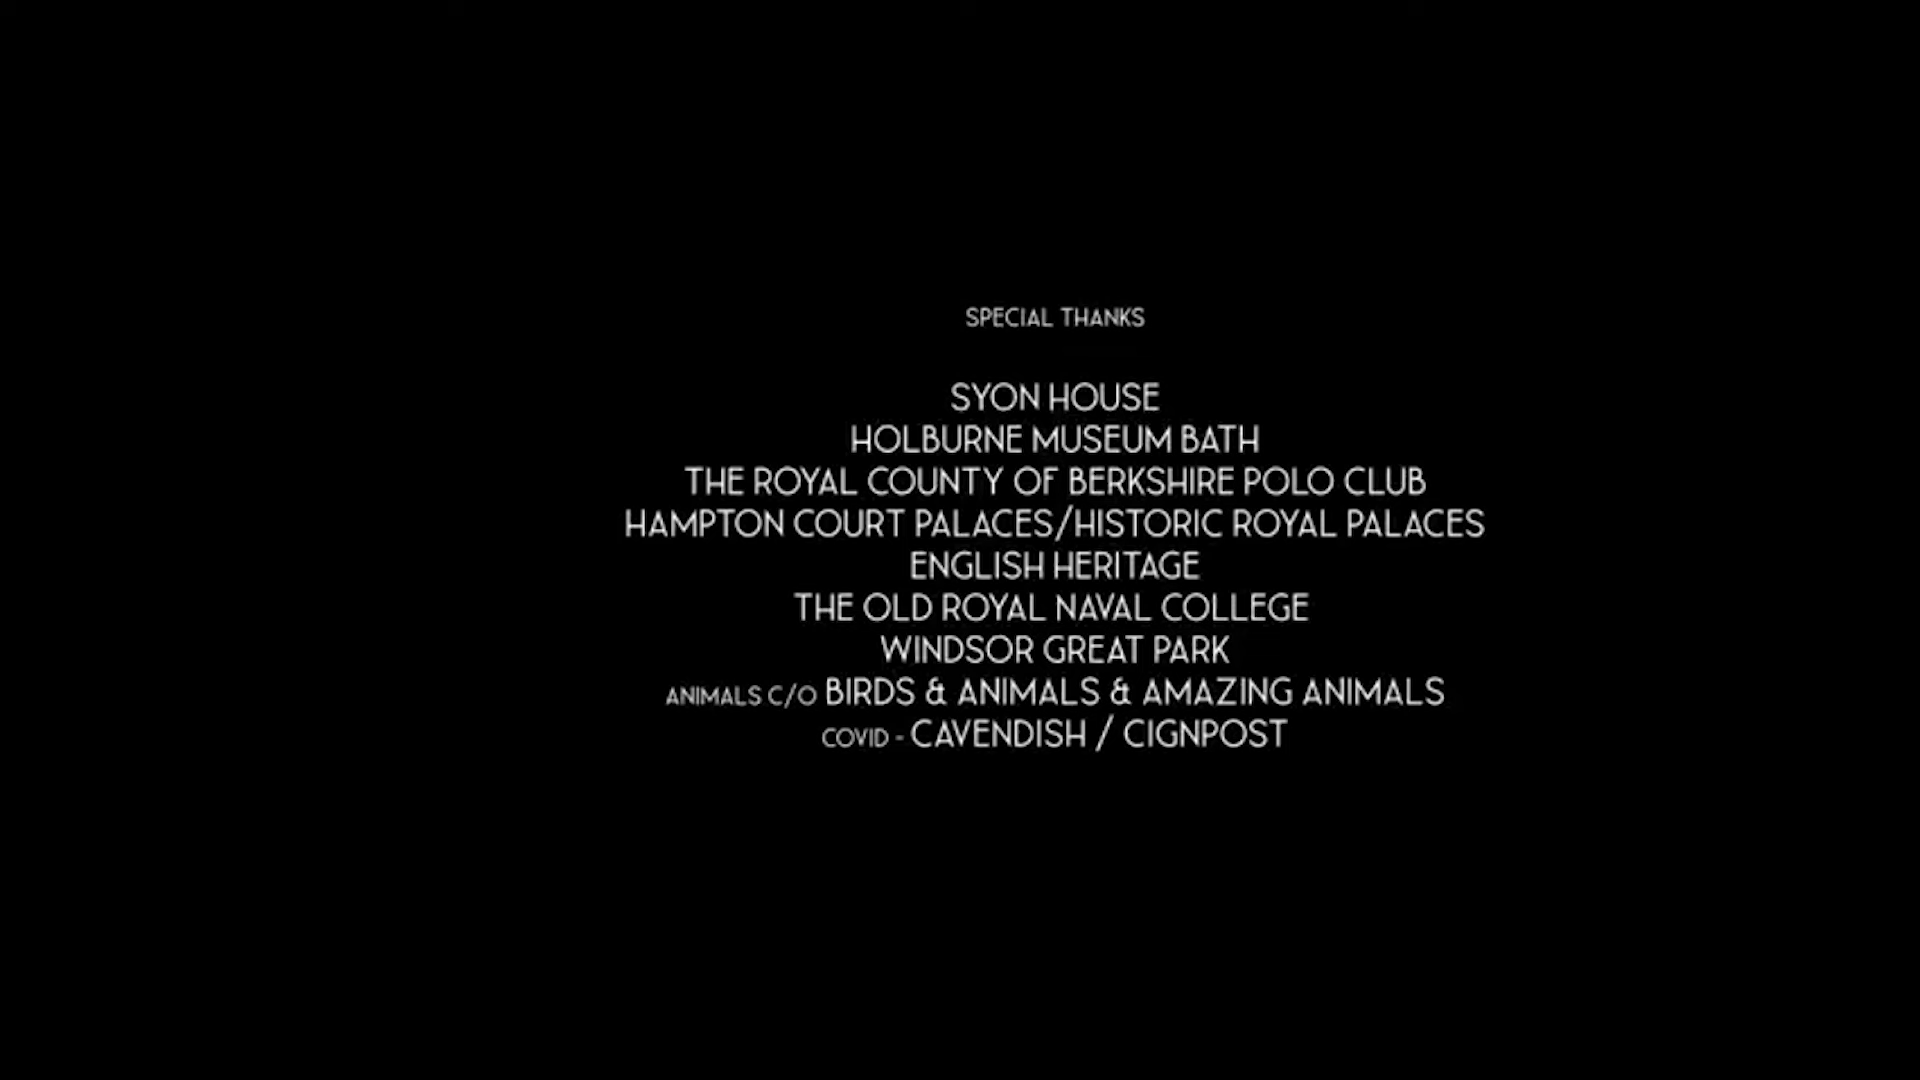 SPECIAL THANKS
SYON HOUSE
HOLBURNE MUSEUM BATH
THE ROYAL COUNTY OF BERKSHIRE POLO CLUB
HAMPTON COURT PALACES/HISTORIC ROYAL PALACES
ENGLISH HERITAGE
THE OLD ROYAL NAVAL COLLEGE
WINDSOR GREAT PARK
ANIMALS C/O BIRDS & ANIMALS & AMAZING ANIMALS
COVID - CAVENDISH / CIGNPOST